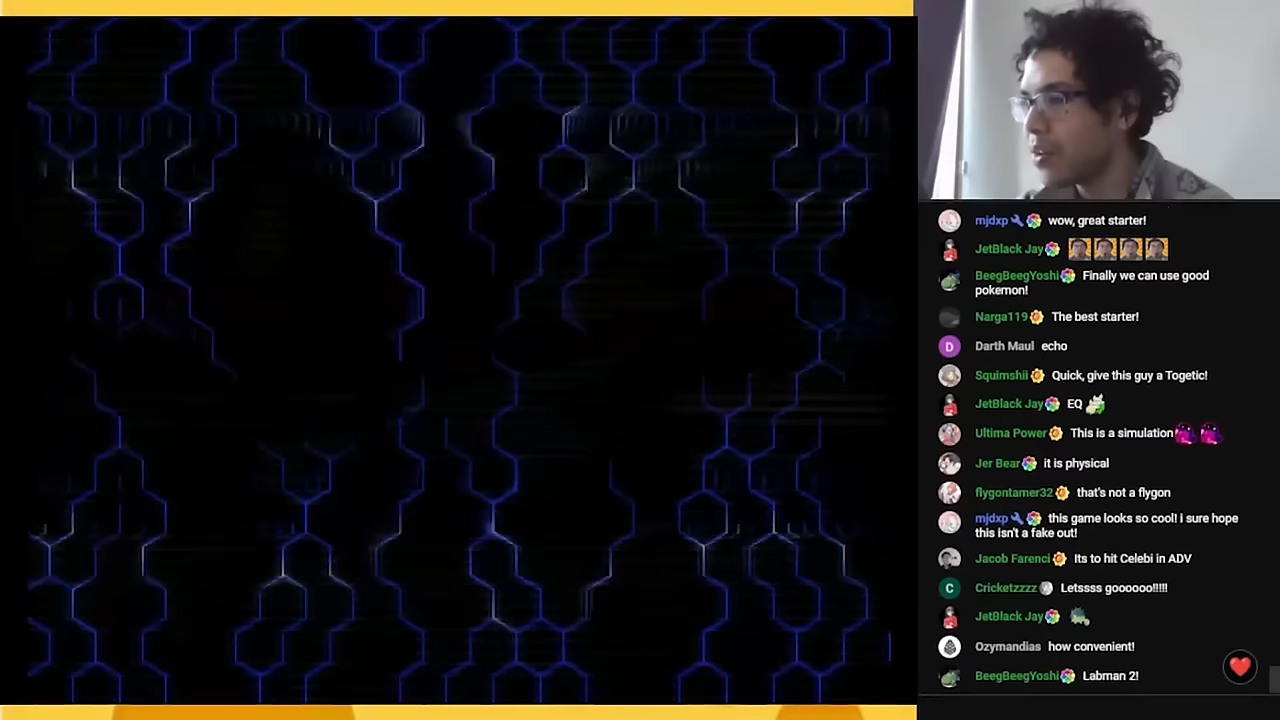 mjdxp wow, great starter!
JetBlack Jay
BeegBeegYoshi Finally we can use good
pokemon!
Narga119 The best starter!
D Darth Maul echo
Squimshii Quick, give this guy a Togetic!
JetBlack Jay EQ
Ultima Power This is a simulation
Jer Bear it is physical
flygontamer32 that's not a flygon
mjdxp this game looks so cool! i sure hope
this isn't a fake out!
Jacob Farenci Its to hit Celebi in ADV
C Cricketzzzz Letssss goooooo!!!!!
JetBlack Jay
Ozymandias how convenient!
BeegBeegYoshi Labman 2!